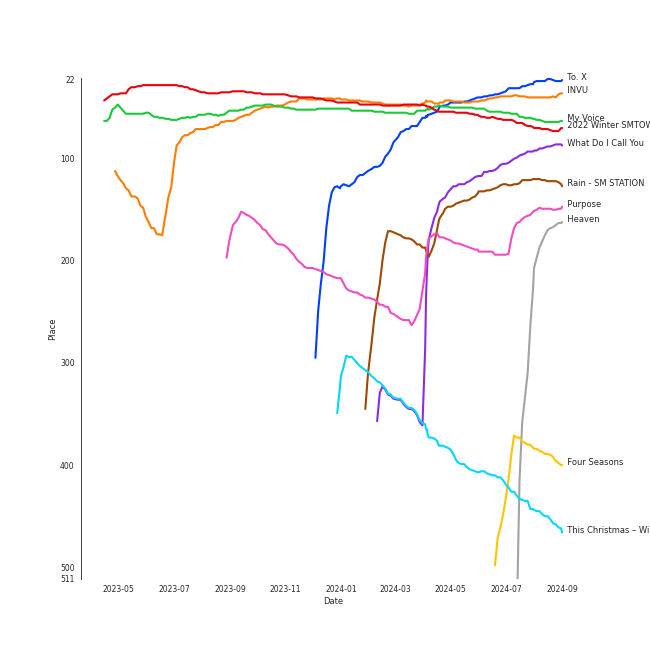 22
100
200
300
400
500
511
Place
2023-05
2023-07
2023-09
2023-11
2024-01
2024-03
2024-05
2024-07
2024-09
Date
To. X
INVU
My Voice
2022 Winter SMTOW
What Do I Call You
Rain - SM STATION
Purpose
Heaven
Four Seasons
This Christmas – Wi